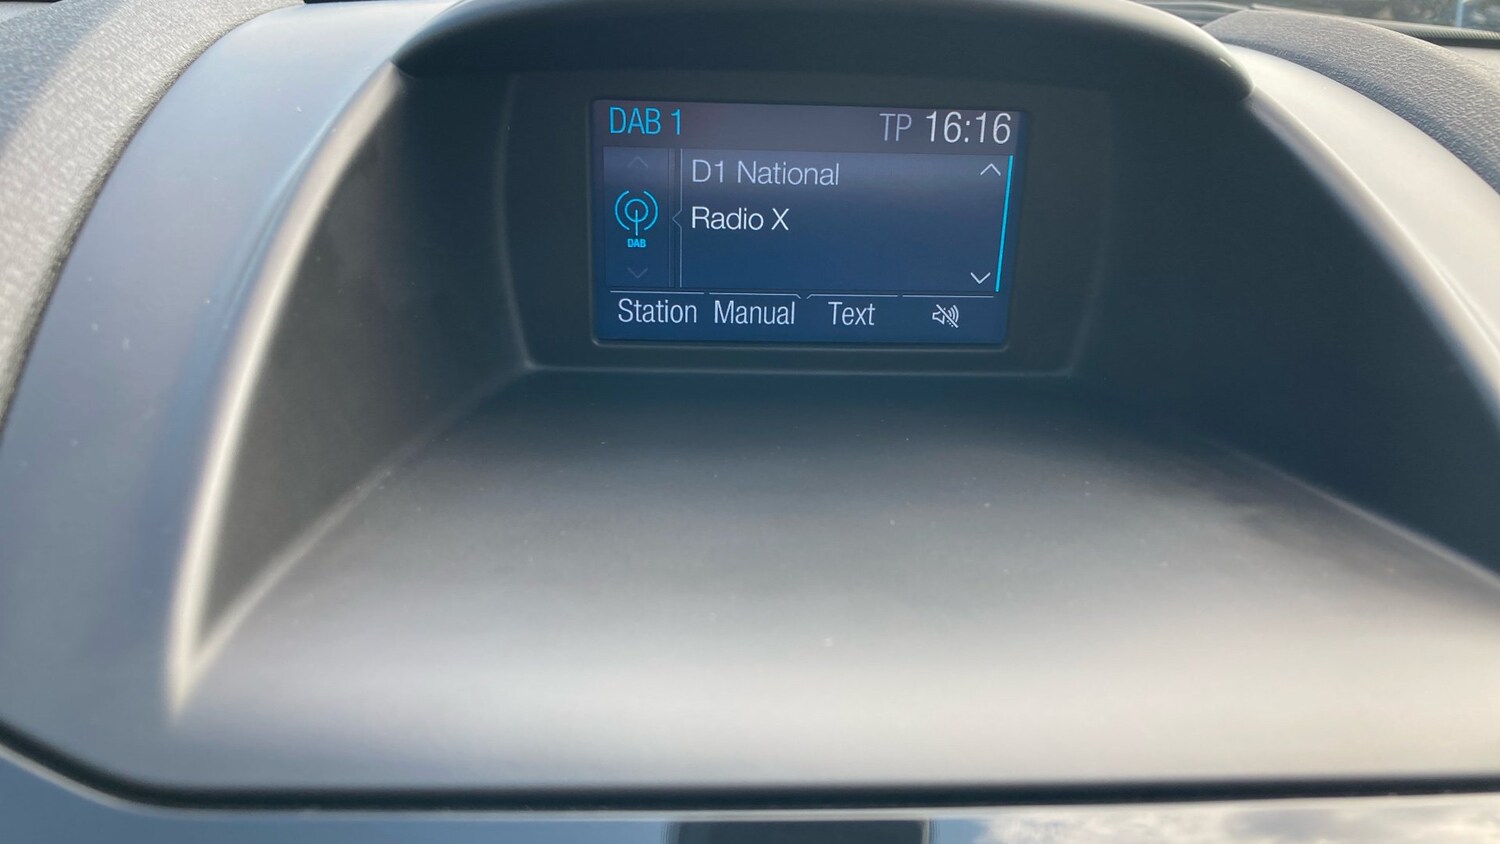 DAB 1 TP 16:16
D1 National
Radio X
DAB
Station Manual Text